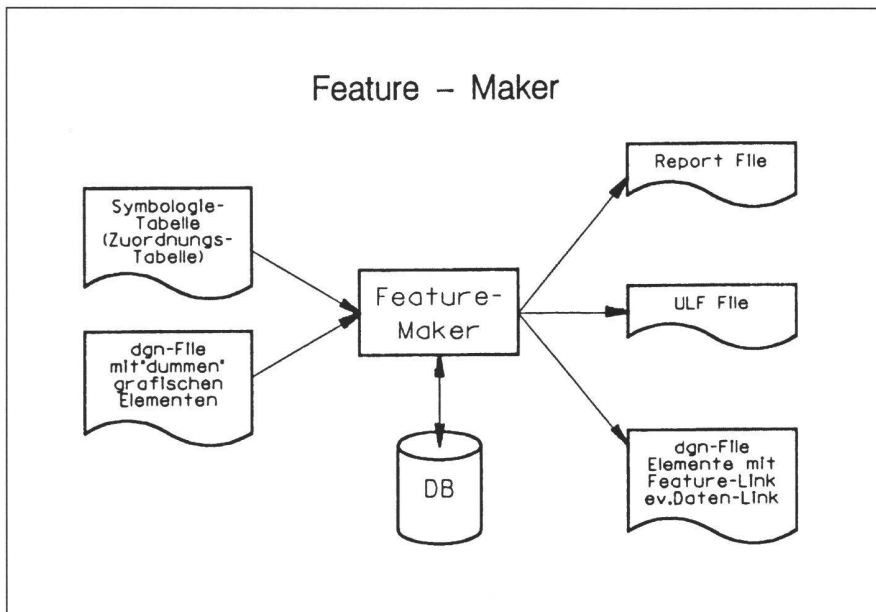 Feature – Maker
Symbologie-
Tabelle
(Zuordnungs-
Tabelle)
dgn-File
mit"dummen"
grafischen
Elementen
Feature-
Maker
DB
Report File
ULF File
dgn-File
Elemente mit
Feature-Link
ev.Daten-Link